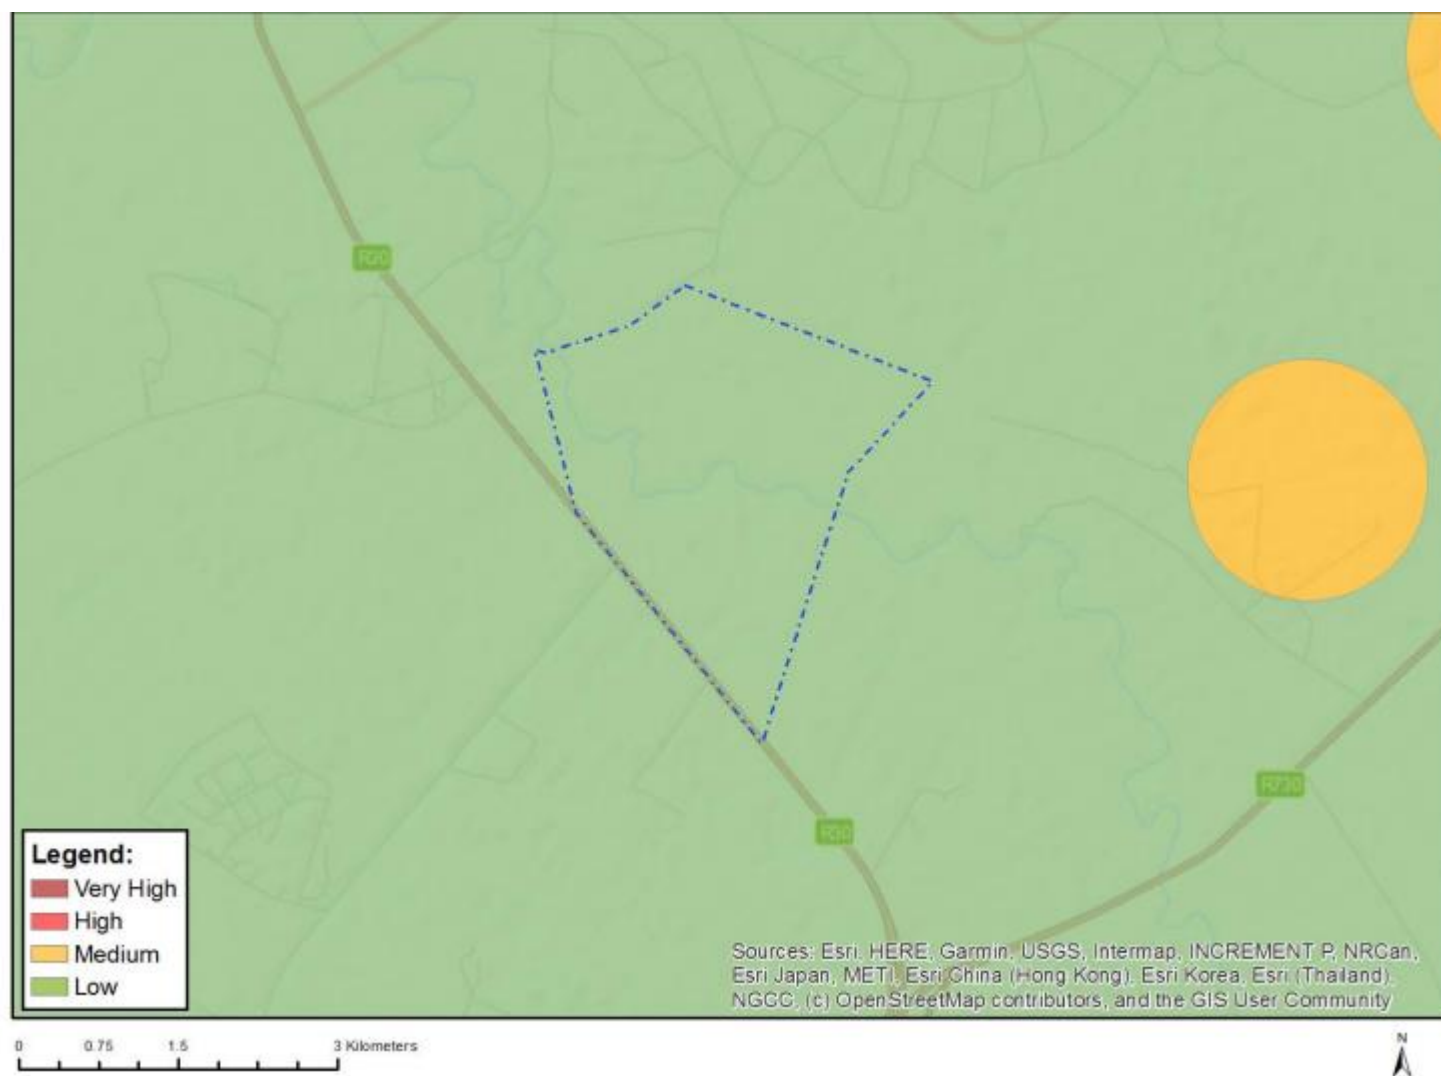 R30
R730
R30
Legend:
Very High
High
Medium
Low
Sources: Esri, HERE, Garmin, USGS, Intermap, INCREMENT P, NRCan,
Esri Japan, METI, Esri China (Hong Kong), Esri Korea, Esri (Thailand),
NGCC, (c) OpenStreetMap contributors, and the GIS User Community
0 0.75 1.5 3 Kilometers
N